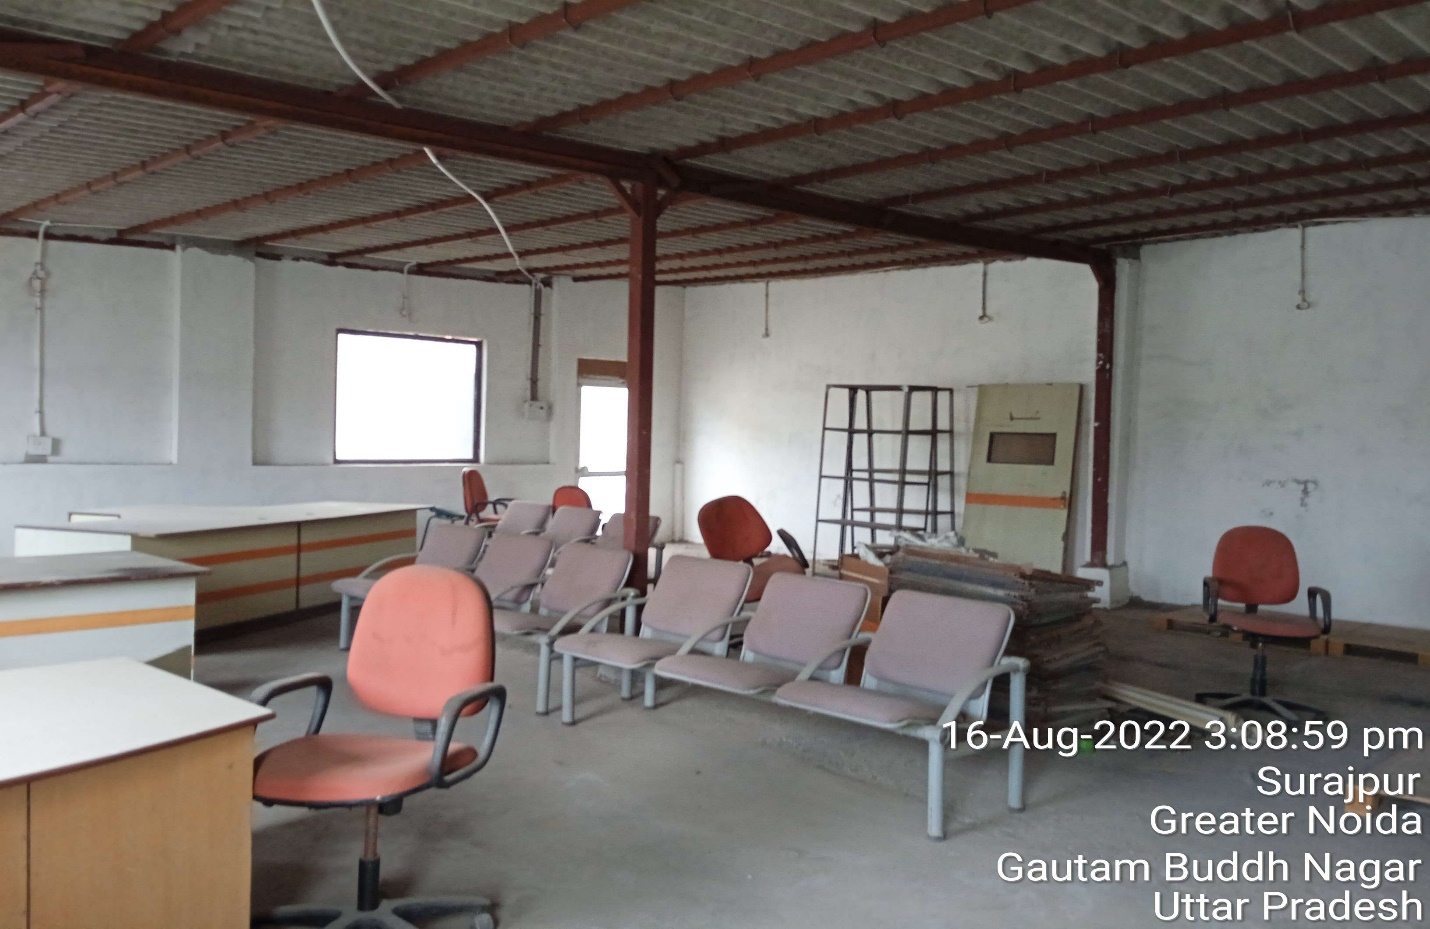 16-Aug-2022 3:08:59 pm
Surajpur
Greater Noida
Gautam Buddh Nagar
Uttar Pradesh